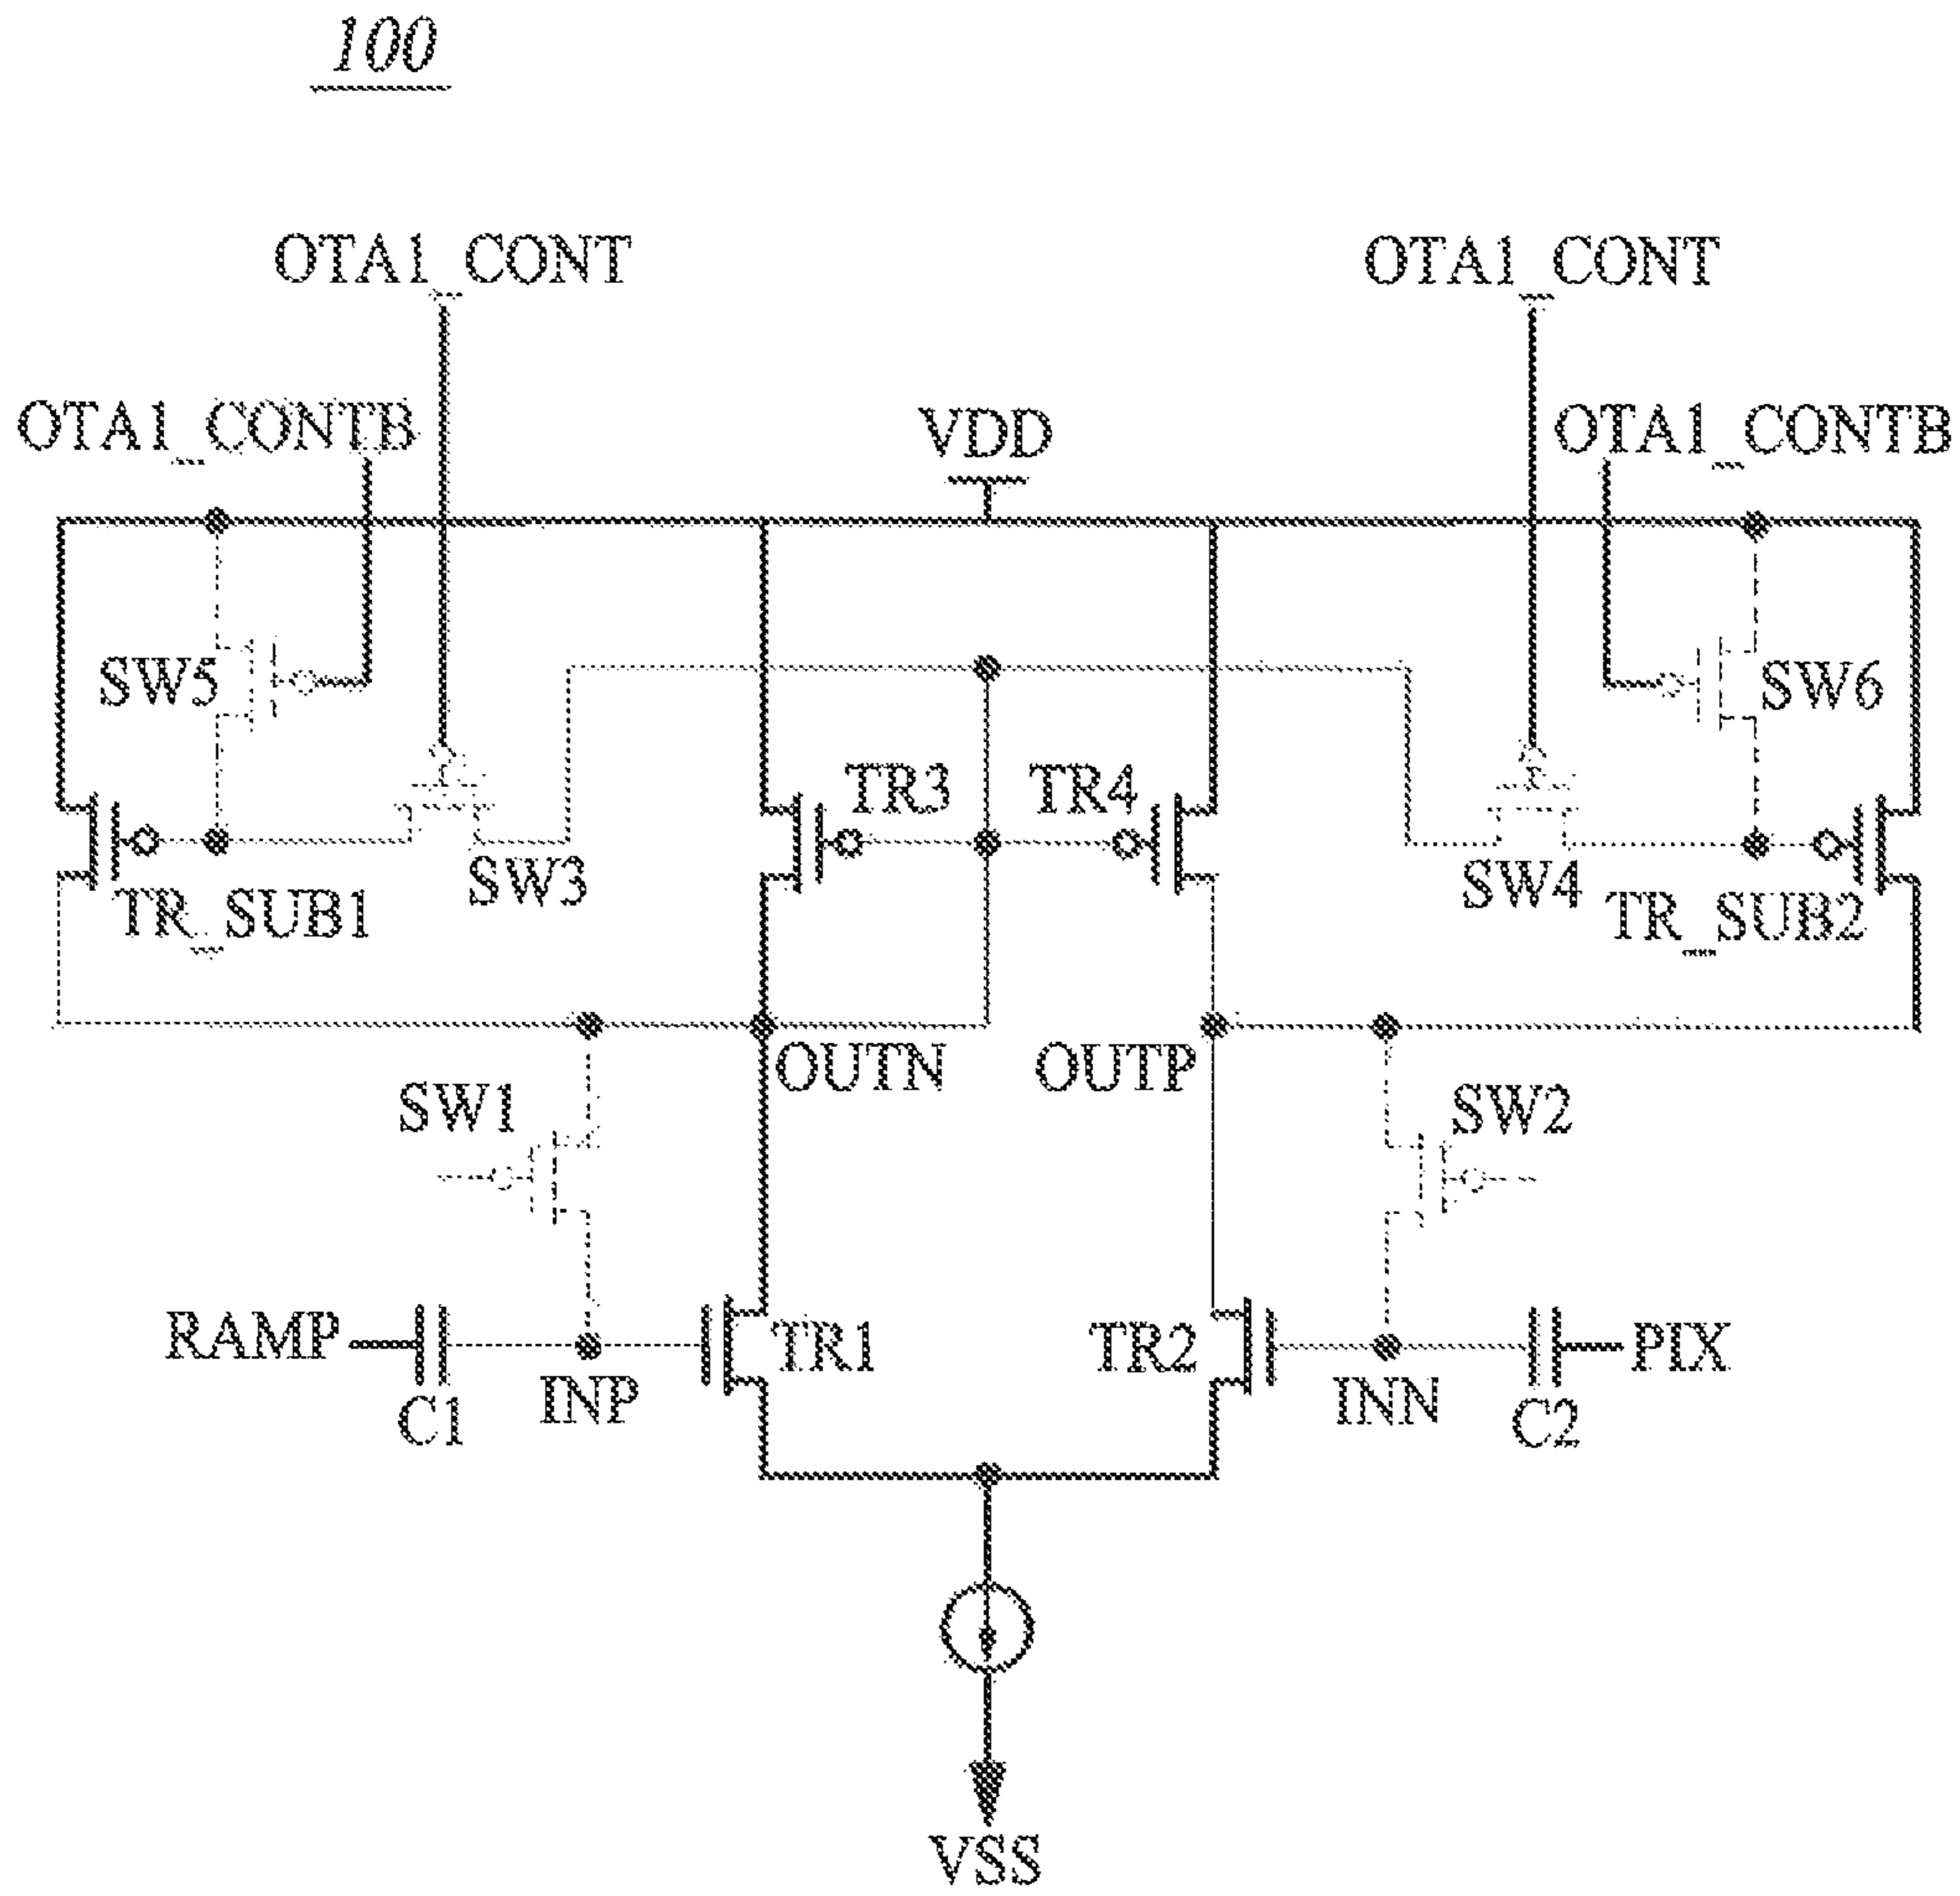 100
OTA1_CONT
OTA1_CONT
OTA1_CONTB
VDD
OTA1_CONTB
SW5
SW6
TR3
TR4
SW3
SW4
TR_SUB1
TR_SUB2
OUTN
OUTP
SW1
SW2
RAMP
TR1
TR2
PIX
C1
INP
INN
C2
VSS